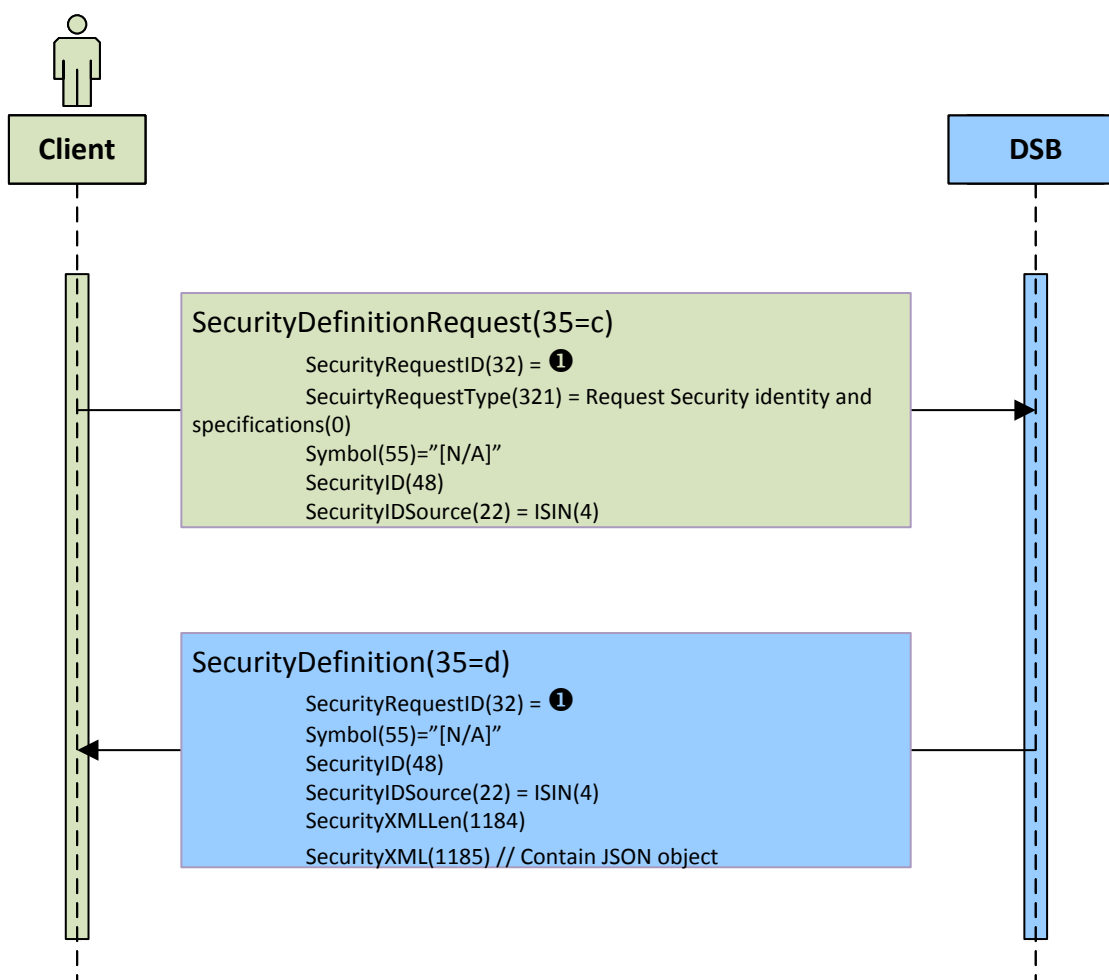 Client
DSB
SecurityDefinitionRequest(35=c)
SecurityRequestID(32) = ❶
SecuirtyRequestType(321) = Request Security identity and
specifications(0)
Symbol(55)=”[N/A]”
SecurityID(48)
SecurityIDSource(22) = ISIN(4)
SecurityDefinition(35=d)
SecurityRequestID(32) = ❶
Symbol(55)=”[N/A]”
SecurityID(48)
SecurityIDSource(22) = ISIN(4)
SecurityXMLLen(1184)
SecurityXML(1185) // Contain JSON object